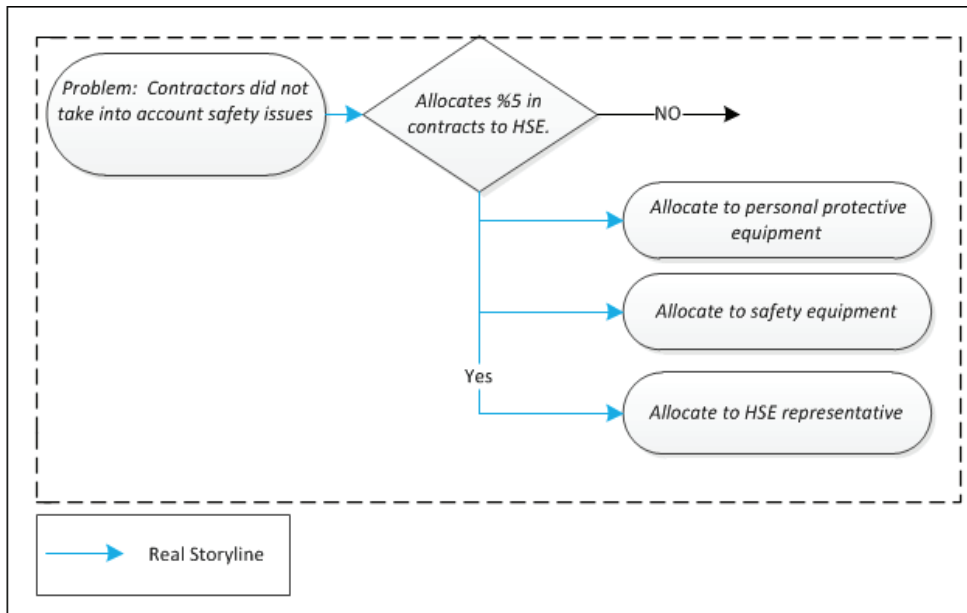 Problem: Contractors did not
take into account safety issues
Allocates %5 in
contracts to HSE.
NO
Allocate to personal protective
equipment
Allocate to safety equipment
Yes
Allocate to HSE representative
Real Storyline